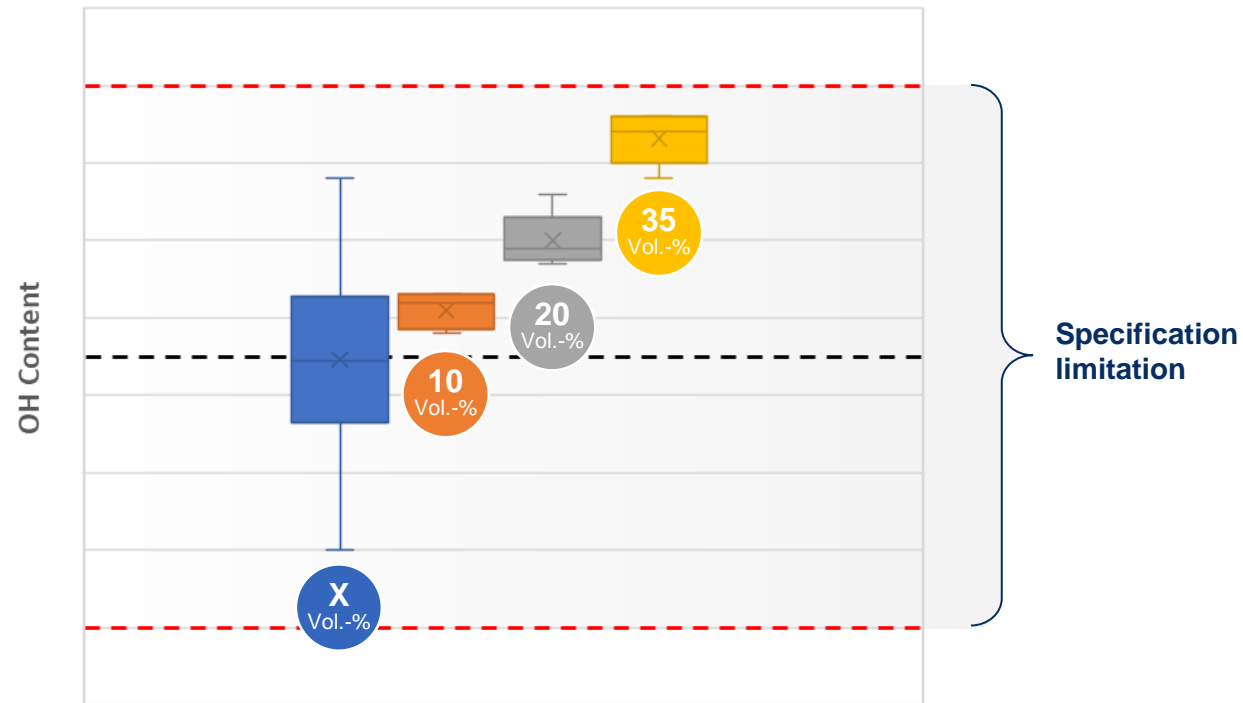 OH Content
35
Vol.-%
20
Vol.-%
10
Vol.-%
X
Vol.-%
Specification
limitation